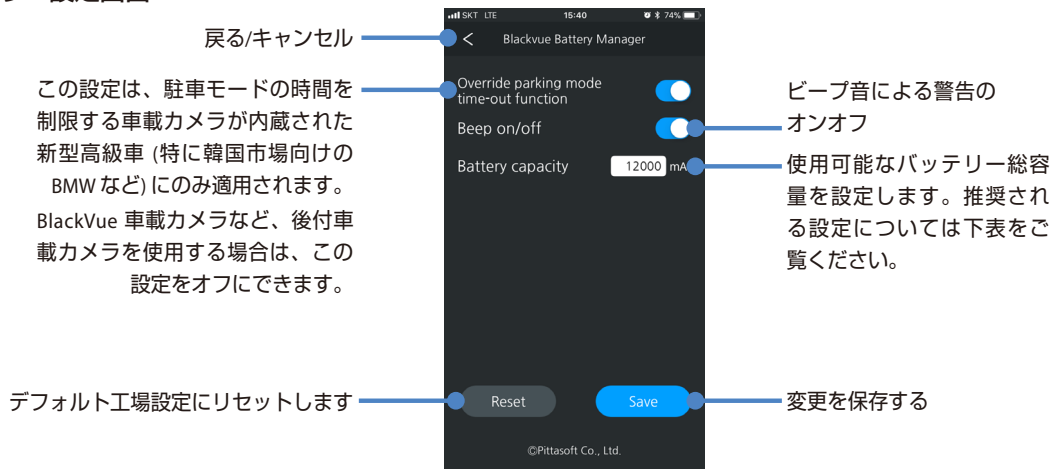 戻る/キャンセル
この設定は、駐車モードの時間を
制限する車載カメラが内蔵された
新型高級車 (特に韓国市場向けの
BMW など) にのみ適用されます。
BlackVue 車載カメラなど、後付車
載カメラを使用する場合は、この
設定をオフにできます。
デフォルト工場設定にリセットします
SKT LTE 15:40 74%
Blackvue Battery Manager
Override parking mode
time-out function
Beep on/off
Battery capacity 12000 mA
Reset Save
©Pittasoft Co., Ltd.
ビープ音による警告の
オンオフ
使用可能なバッテリー総容
量を設定します。推奨され
る設定については下表をご
覧ください。
変更を保存する